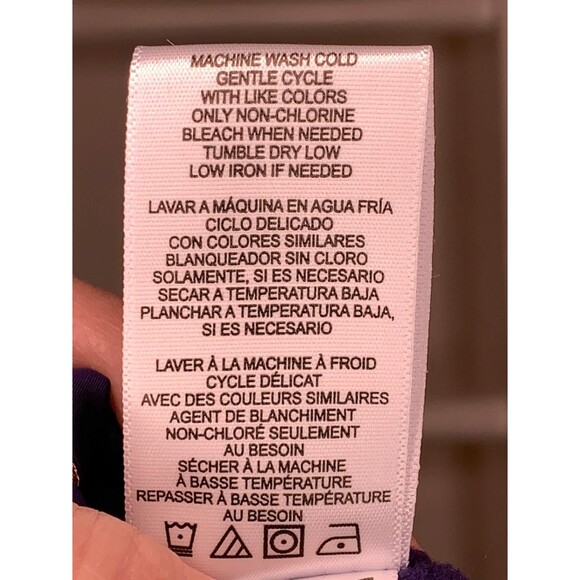 MACHINE WASH COLD
GENTLE CYCLE
WITH LIKE COLORS
ONLY NON-CHLORINE
BLEACH WHEN NEEDED
TUMBLE DRY LOW
LOW IRON IF NEEDED
LAVAR A MÁQUINA EN AGUA FRÍA
CICLO DELICADO
CON COLORES SIMILARES
BLANQUEADOR SIN CLORO
SOLAMENTE, SI ES NECESARIO
SECAR A TEMPERATURA BAJA
PLANCHAR A TEMPERATURA BAJA,
SI ES NECESARIO
LAVER À LA MACHINE À FROID
CYCLE DÉLICAT
AVEC DES COULEURS SIMILAIRES
AGENT DE BLANCHIMENT
NON-CHLORÉ SEULEMENT
AU BESOIN
SÉCHER À LA MACHINE
À BASSE TEMPÉRATURE
REPASSER À BASSE TEMPÉRATURE
AU BESOIN